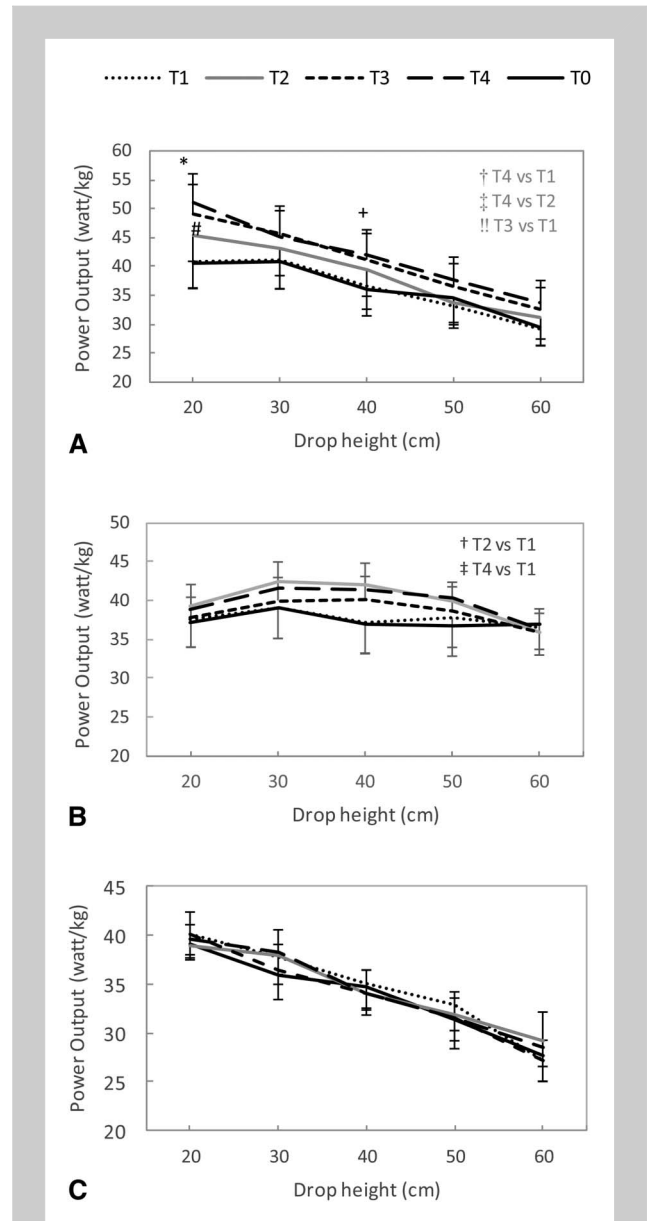 T1 T2 T3 T4 T0
60
55
50
45
40
35
30
25
20
Power Output (watt/kg)
*
#
+
† T4 vs T1
‡ T4 vs T2
!! T3 vs T1
20 30 40 50 60
Drop height (cm)
A
50
45
40
35
30
25
20
Power Output (watt/kg)
† T2 vs T1
‡ T4 vs T1
20 30 40 50 60
Drop height (cm)
B
45
40
35
30
25
20
Power Output (watt/kg)
20 30 40 50 60
Drop height (cm)
C